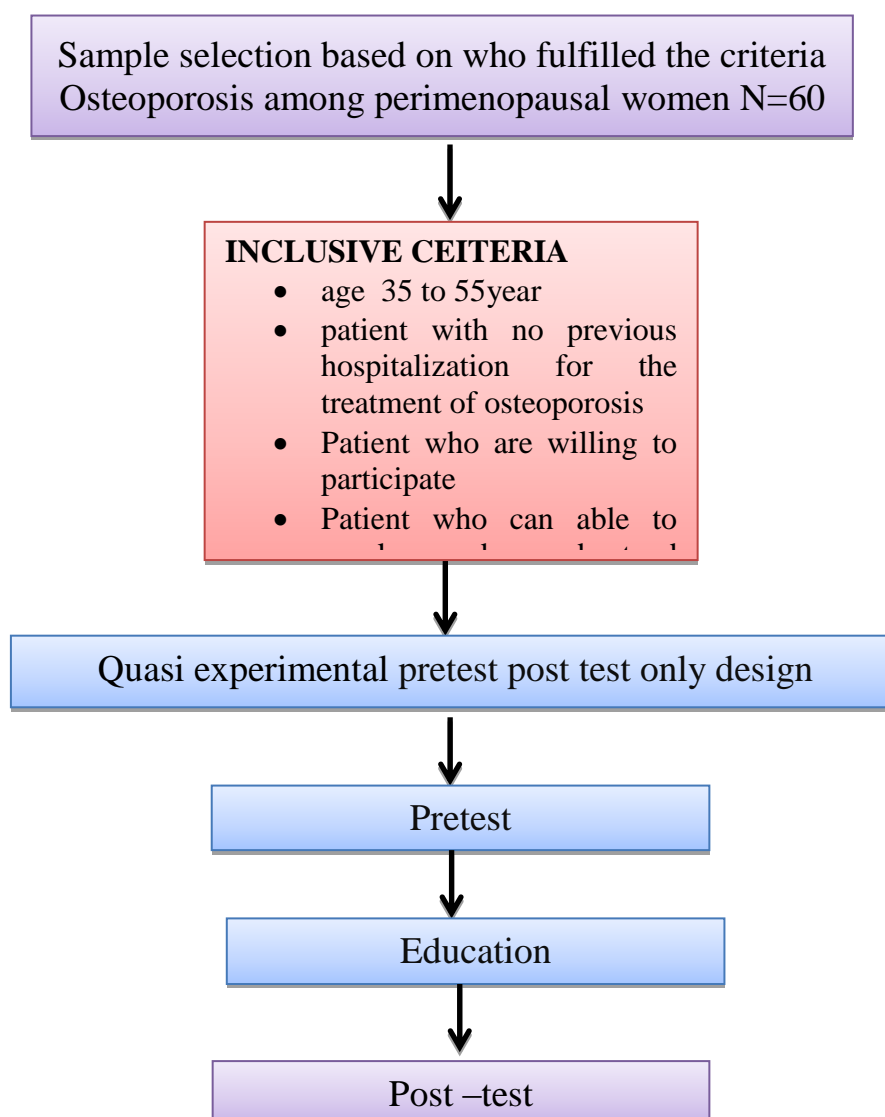 Sample selection based on who fulfilled the criteria
Osteoporosis among perimenopausal women N=60
INCLUSIVE CEITERIA
• age 35 to 55year
• patient with no previous
hospitalization for the
treatment of osteoporosis
• Patient who are willing to
participate
• Patient who can able to
Quasi experimental pretest post test only design
Pretest
Education
Post –test